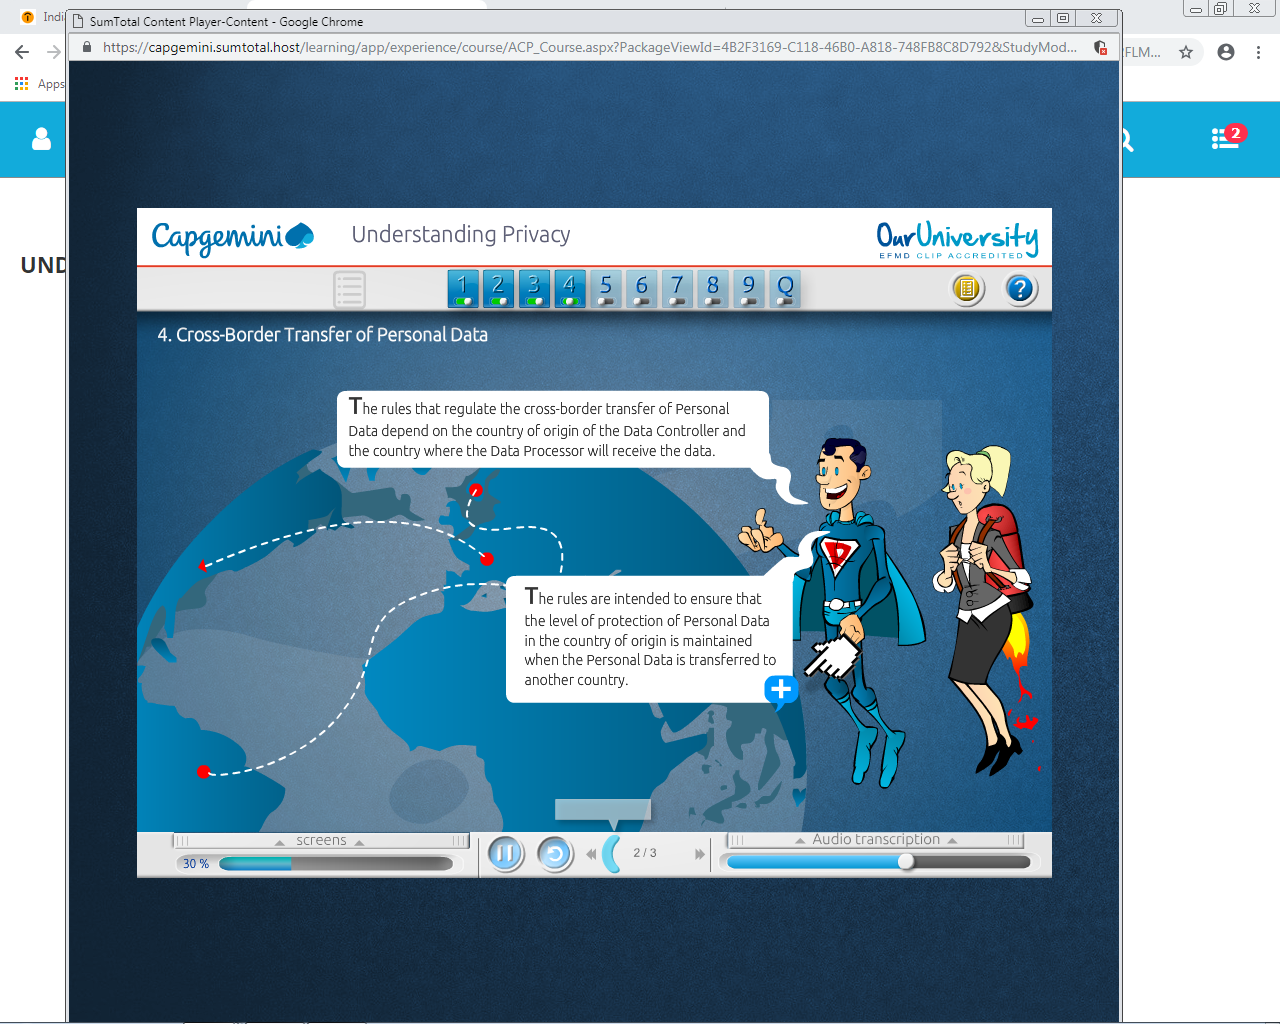 Indi
SumTotal Content Player-Content - Google Chrome
https://capgemini.sumtotal.host/learning/app/experience/course/ACP_Course.aspx?PackageViewId=4B2F3169-C118-46B0-A818-748FB8C8D792&StudyMod...
2FLM...
Apps
2
UND
Capgemini
Understanding Privacy
OurUniversity
EFMD CLIP ACCREDITED
1 2 3 4 5 6 7 8 9 Q
?
4. Cross-Border Transfer of Personal Data
The rules that regulate the cross-border transfer of Personal
Data depend on the country of origin of the Data Controller and
the country where the Data Processor will receive the data.
The rules are intended to ensure that
the level of protection of Personal Data
in the country of origin is maintained
when the Personal Data is transferred to
another country.
screens
30 %
2 / 3
Audio transcription